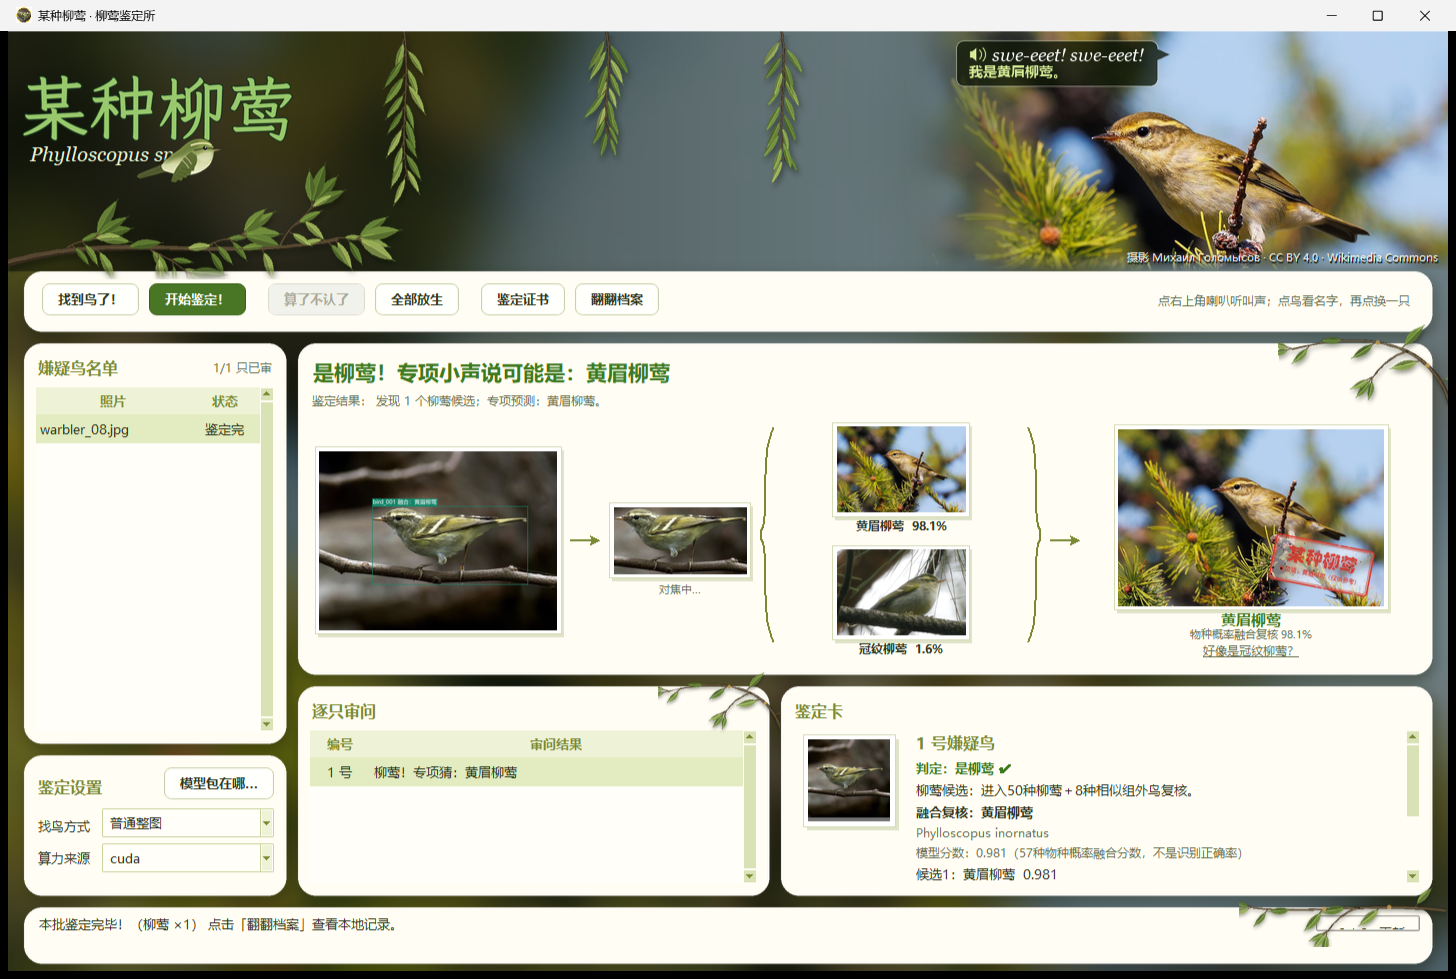 某种柳莺 · 柳莺鉴定所
swe-eeet! swe-eeet!
我是黄眉柳莺。
某种柳莺
Phylloscopus sp
摄影 Михаил Голомысов · CC BY 4.0 · Wikimedia Commons
找到鸟了! 开始鉴定! 算了不认了 全部放生 鉴定证书 翻翻档案
点右上角喇叭听叫声；点鸟看名字，再点换一只
嫌疑鸟名单 1/1 只已审
照片 状态
warbler_08.jpg 鉴定完
是柳莺！专项小声说可能是：黄眉柳莺
鉴定结果： 发现 1 个柳莺候选；专项预测：黄眉柳莺。
bird_001 融合：黄眉柳莺
对焦中...
黄眉柳莺 98.1%
冠纹柳莺 1.6%
某种柳莺
黄眉柳莺
物种概率融合复核 98.1%
好像是冠纹柳莺？
鉴定设置 模型包在哪...
找鸟方式 普通整图
算力来源 cuda
逐只审问
编号 审问结果
1 号 柳莺！专项猜：黄眉柳莺
鉴定卡
1 号嫌疑鸟
判定：是柳莺 ✔
柳莺候选：进入50种柳莺＋8种相似组外鸟复核。
融合复核：黄眉柳莺
Phylloscopus inornatus
模型分数：0.981（57种物种概率融合分数，不是识别正确率）
候选1：黄眉柳莺 0.981
本批鉴定完毕！（柳莺 ×1） 点击「翻翻档案」查看本地记录。